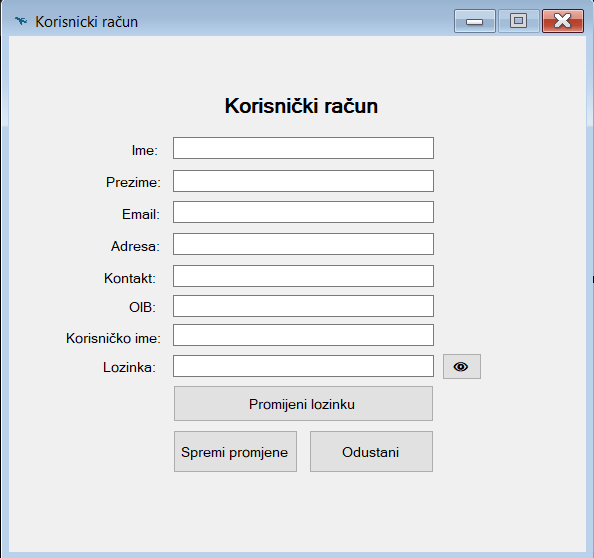 Korisnicki račun
Korisnički račun
Ime:
Prezime:
Email:
Adresa:
Kontakt:
OIB:
Korisničko ime:
Lozinka:
Promijeni lozinku
Spremi promjene Odustani